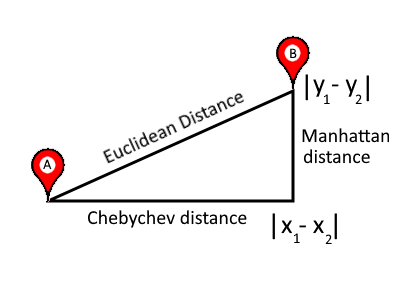 B
|y1- y2|
Euclidean Distance
Manhattan
distance
A
Chebychev distance
|x1- x2|